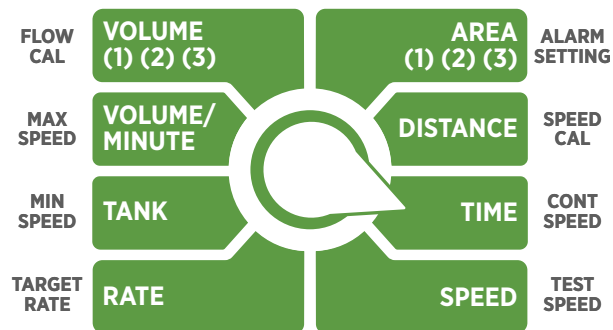 FLOW
CAL
VOLUME
(1) (2) (3)
AREA
(1) (2) (3)
ALARM
SETTING
MAX
SPEED
VOLUME/
MINUTE
DISTANCE
SPEED
CAL
MIN
SPEED
TANK
TIME
CONT
SPEED
TARGET
RATE
RATE
SPEED
TEST
SPEED